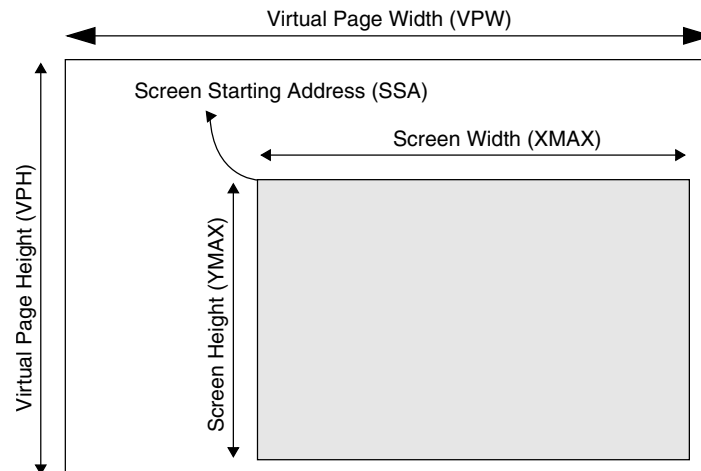 Virtual Page Width (VPW)
Screen Starting Address (SSA)
Screen Width (XMAX)
Virtual Page Height (VPH)
Screen Height (YMAX)